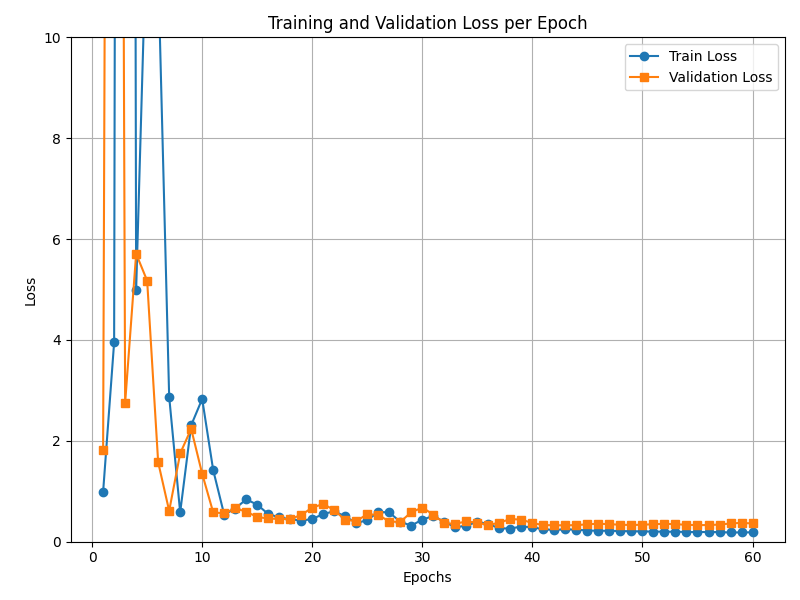 Training and Validation Loss per Epoch
Train Loss
Validation Loss
10
8
6
4
2
0
Loss
0 10 20 30 40 50 60
Epochs